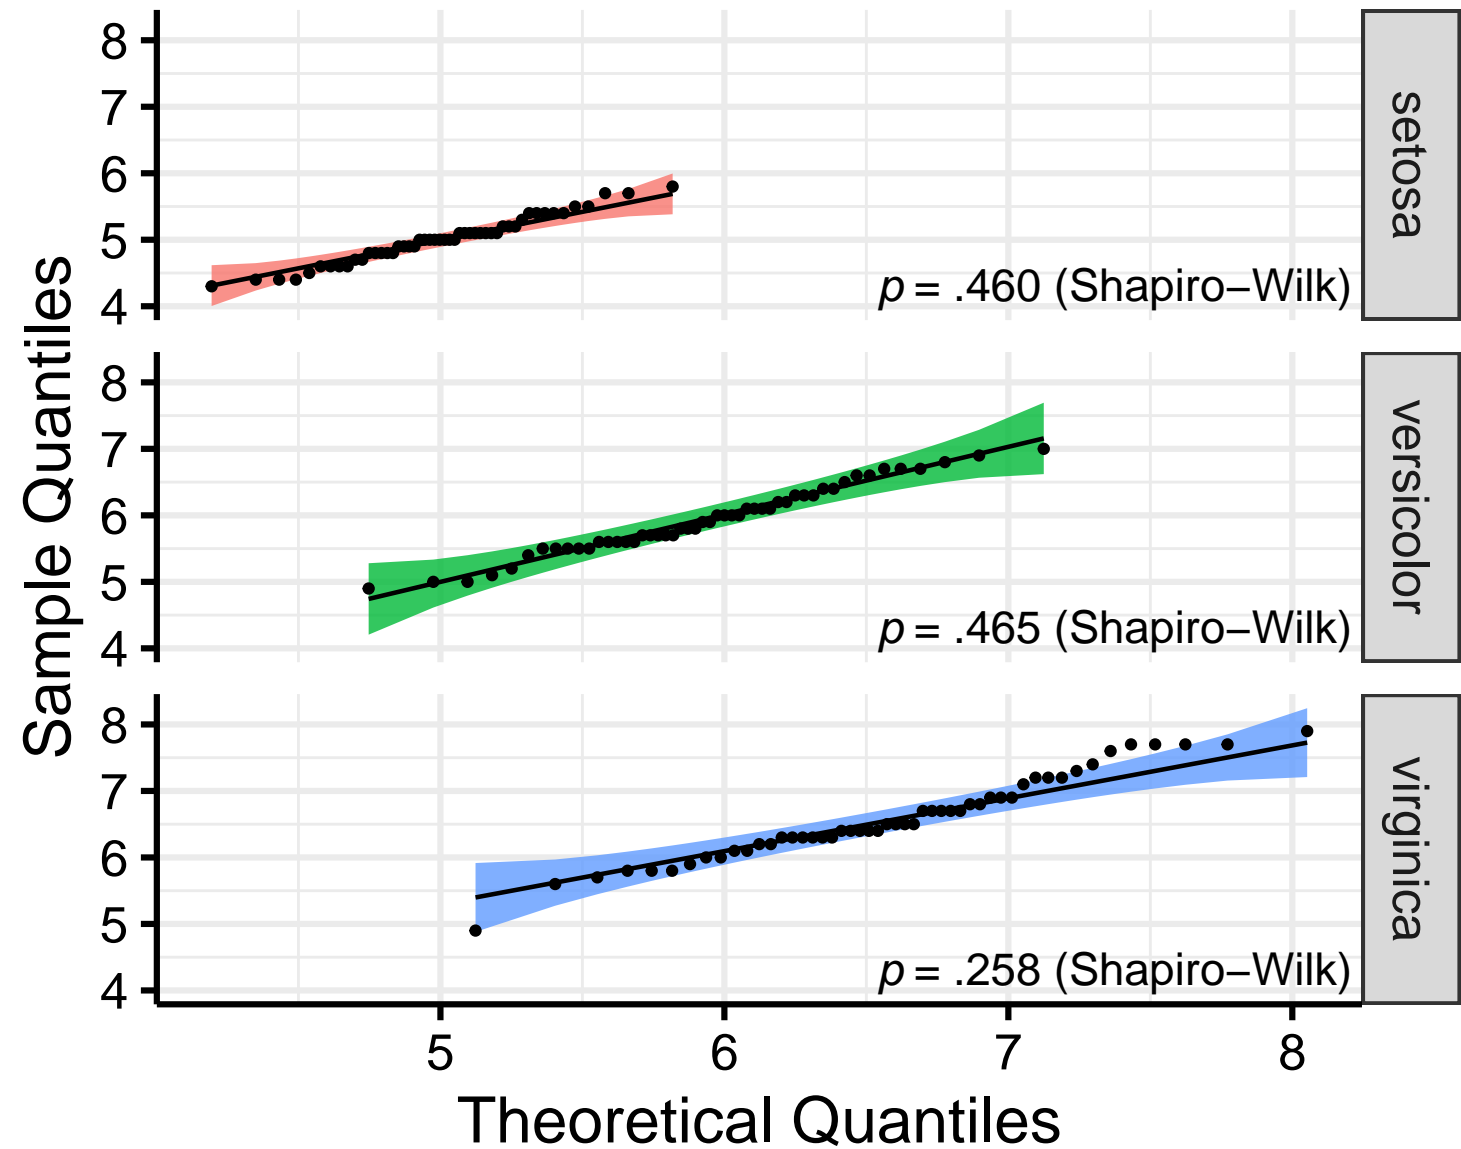 Sample Quantiles
8
7
6
5
4
p = .460 (Shapiro−Wilk)
setosa
8
7
6
5
4
p = .465 (Shapiro−Wilk)
versicolor
8
7
6
5
4
p = .258 (Shapiro−Wilk)
virginica
5 6 7 8
Theoretical Quantiles